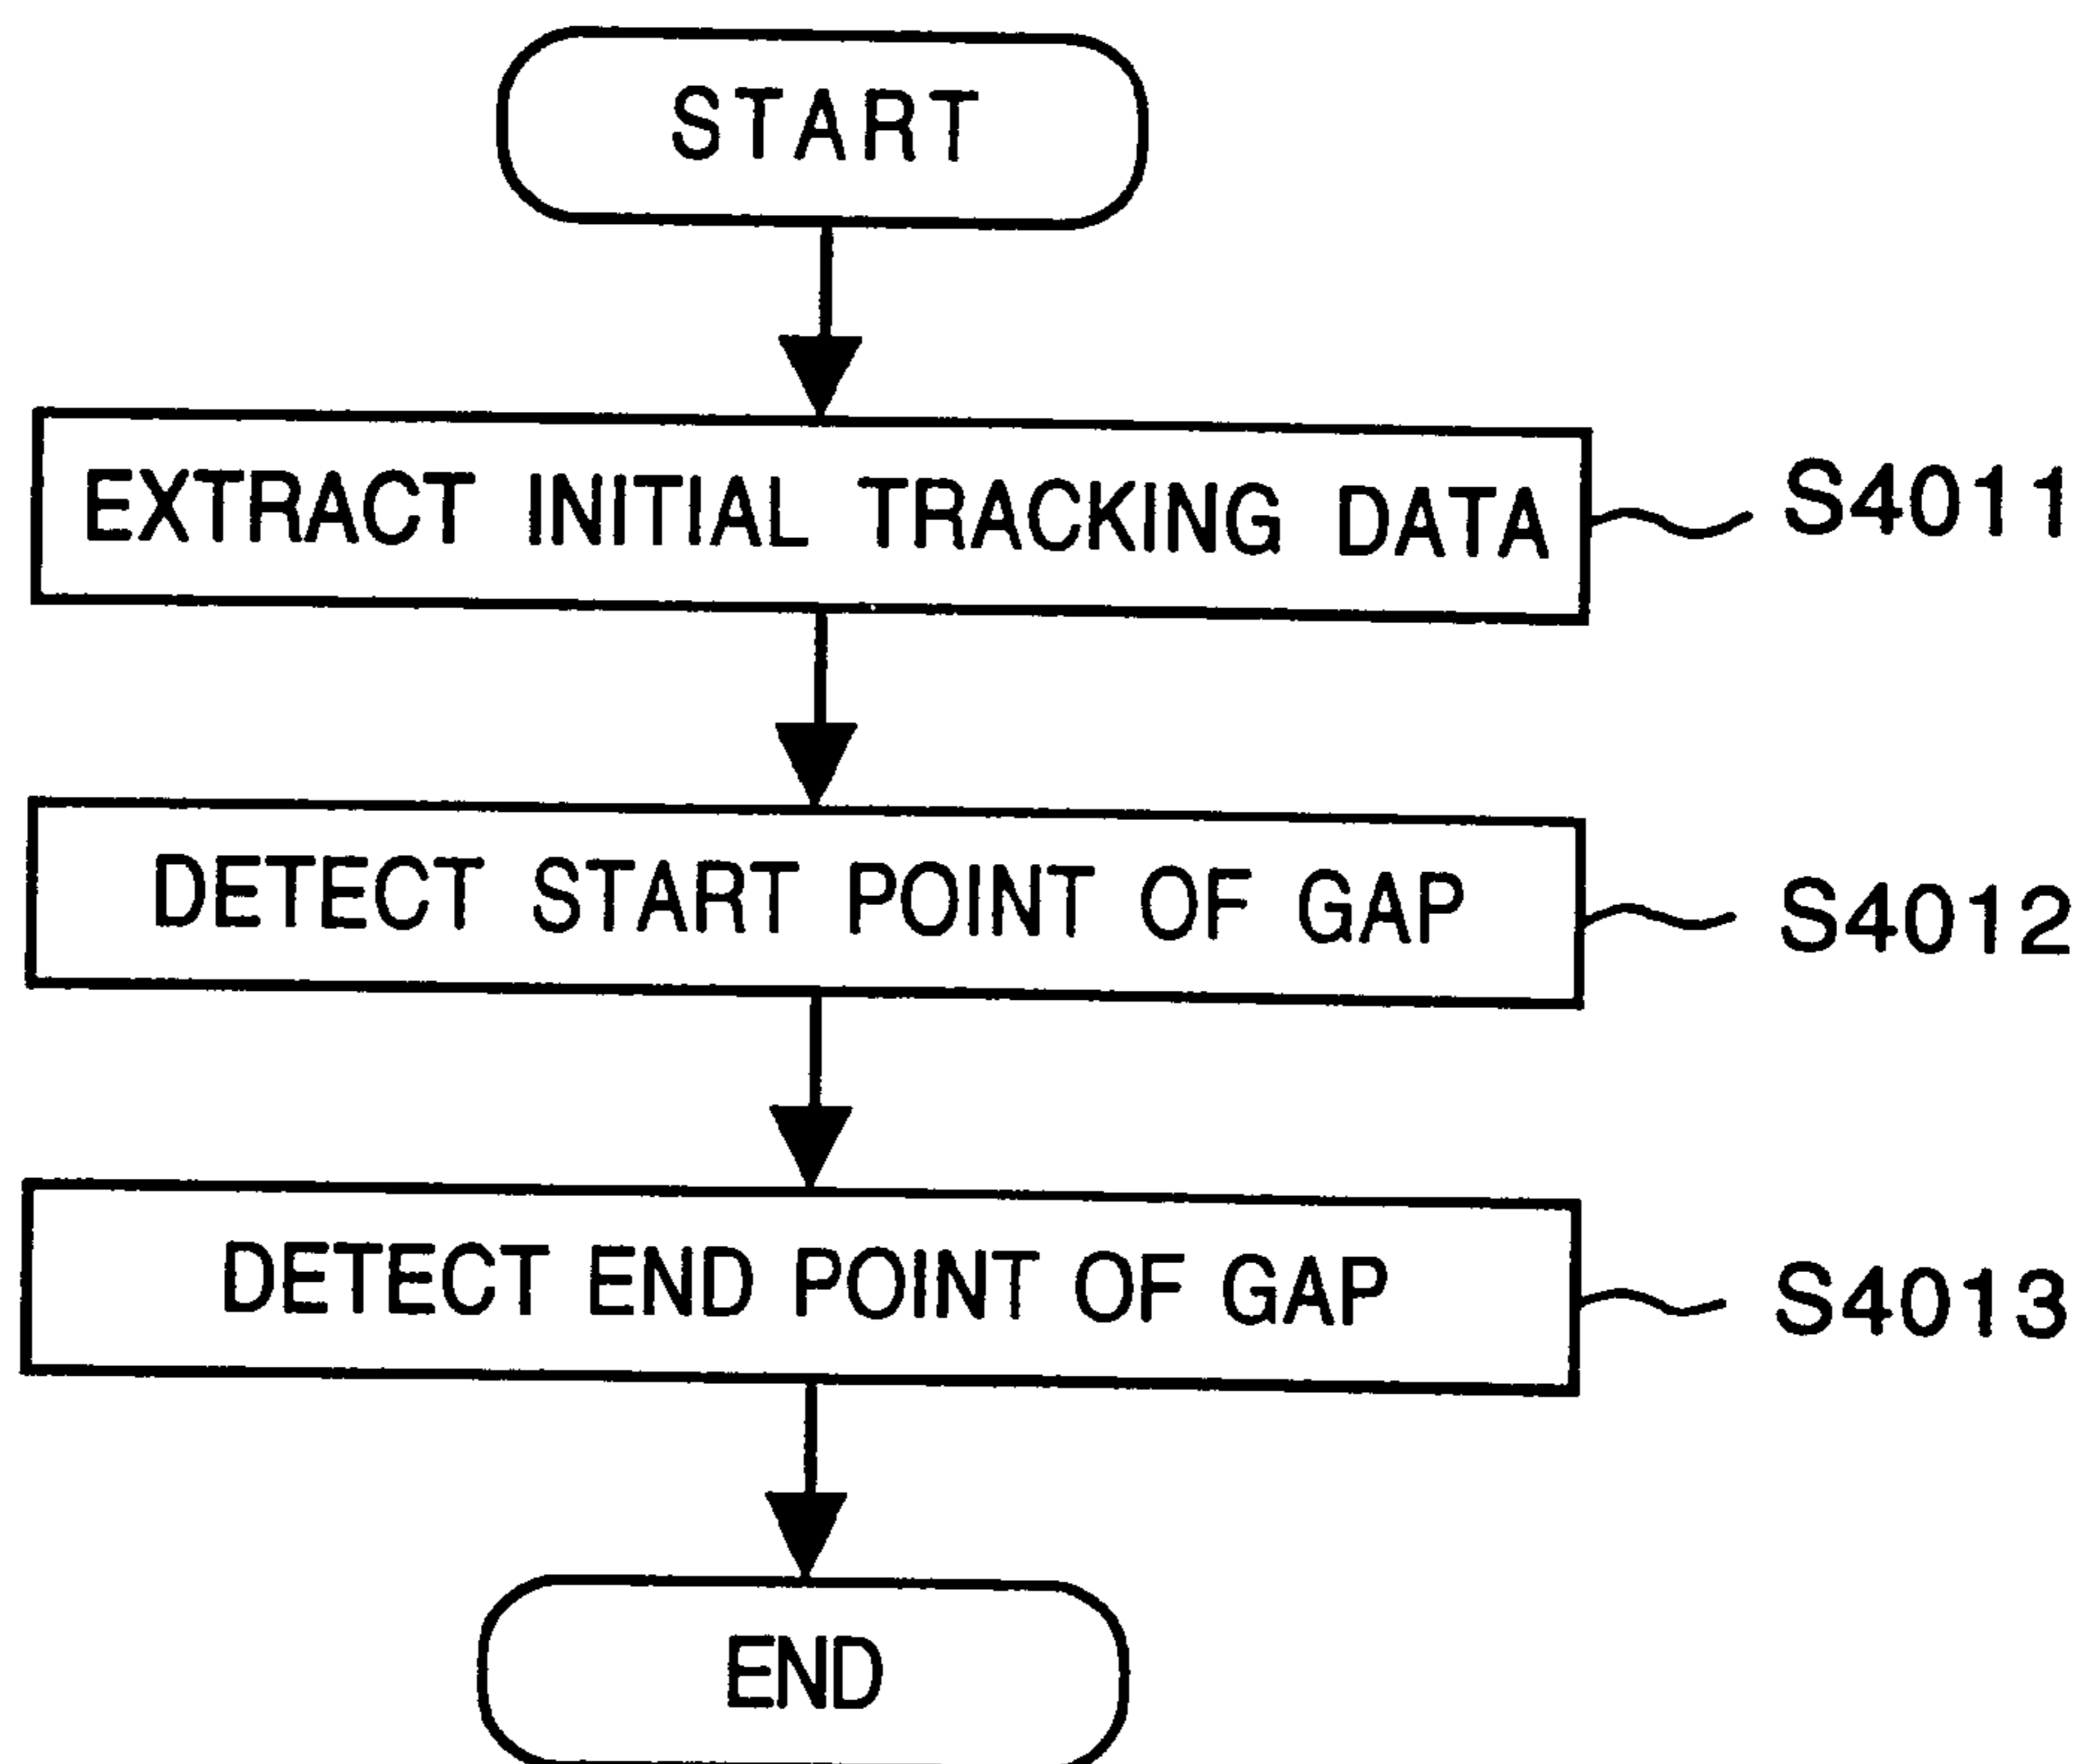 START
EXTRACT INITIAL TRACKING DATA
S4011
DETECT START POINT OF GAP
S4012
DETECT END POINT OF GAP
S4013
END